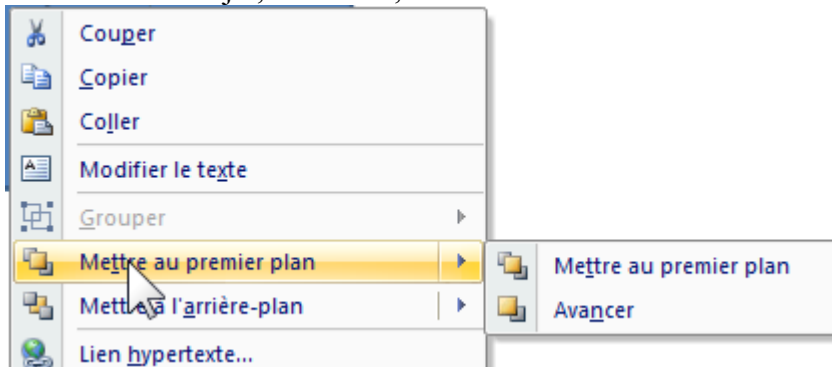 Couper
Copier
Coller
Modifier le texte
Grouper
Mettre au premier plan
Mettre au premier plan
Mettre à l'arrière-plan
Avancer
Lien hypertexte...